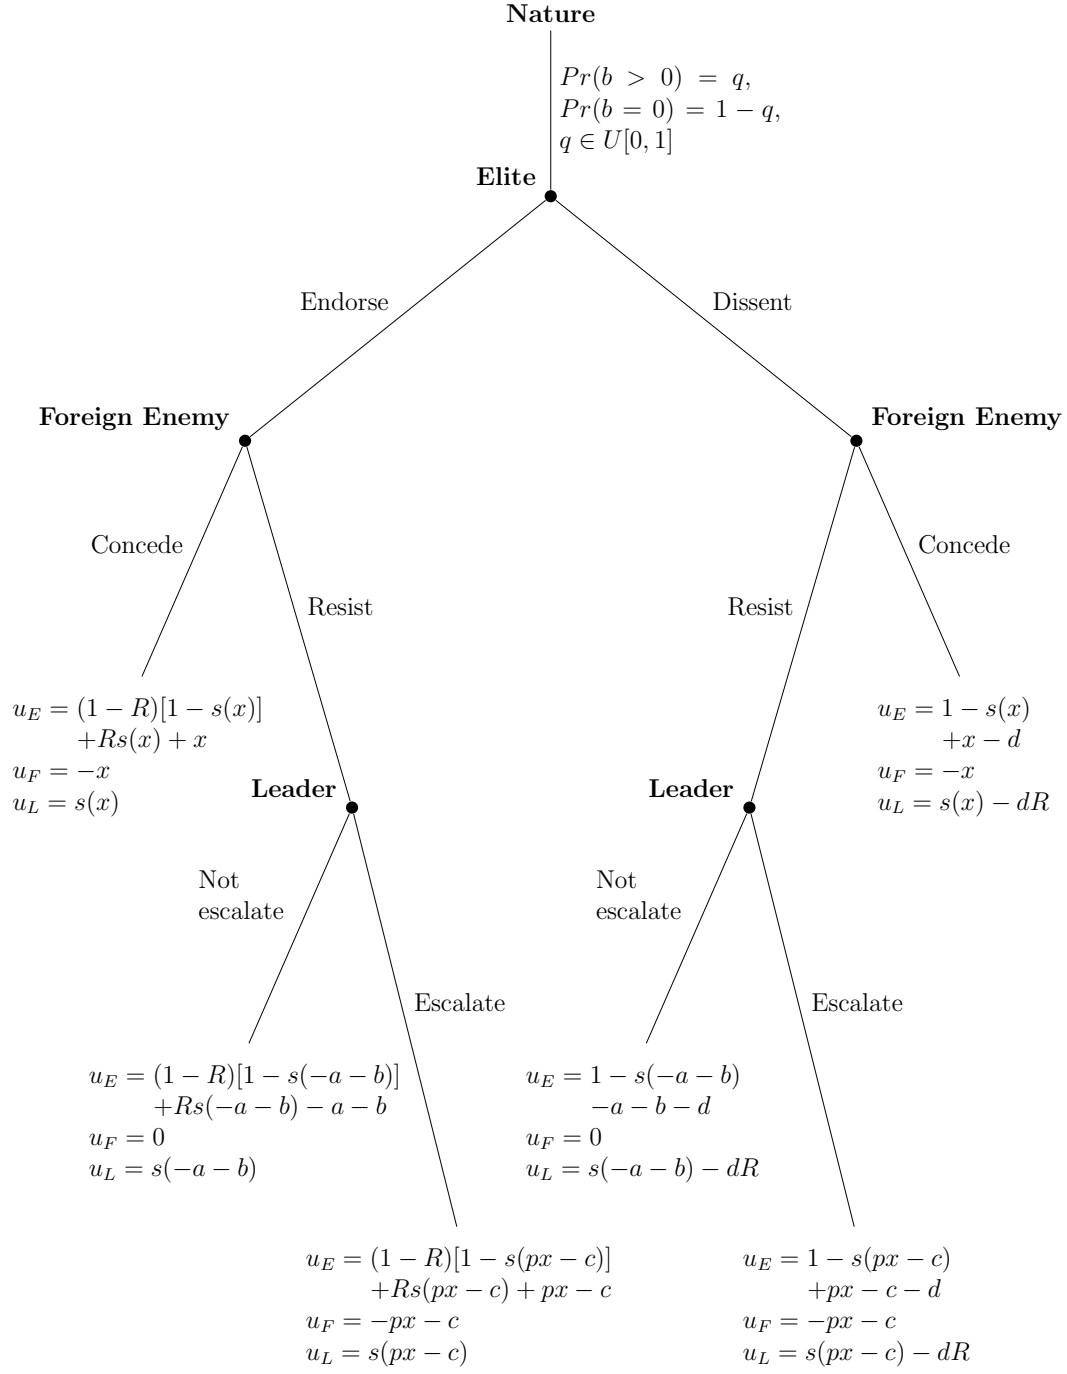 Nature
Pr(b > 0) = q,
Pr(b = 0) = 1 − q,
q ∈ U[0, 1]
Elite
Endorse
Dissent
Foreign Enemy
Foreign Enemy
Concede
Concede
Resist
Resist
u_E = (1 − R)[1 − s(x)]
+Rs(x) + x
u_F = −x
u_L = s(x)
u_E = 1 − s(x)
+x − d
u_F = −x
u_L = s(x) − dR
Leader
Leader
Not
escalate
Not
escalate
Escalate
Escalate
u_E = (1 − R)[1 − s(−a − b)]
+Rs(−a − b) − a − b
u_F = 0
u_L = s(−a − b)
u_E = 1 − s(−a − b)
−a − b − d
u_F = 0
u_L = s(−a − b) − dR
u_E = (1 − R)[1 − s(px − c)]
+Rs(px − c) + px − c
u_F = −px − c
u_L = s(px − c)
u_E = 1 − s(px − c)
+px − c − d
u_F = −px − c
u_L = s(px − c) − dR